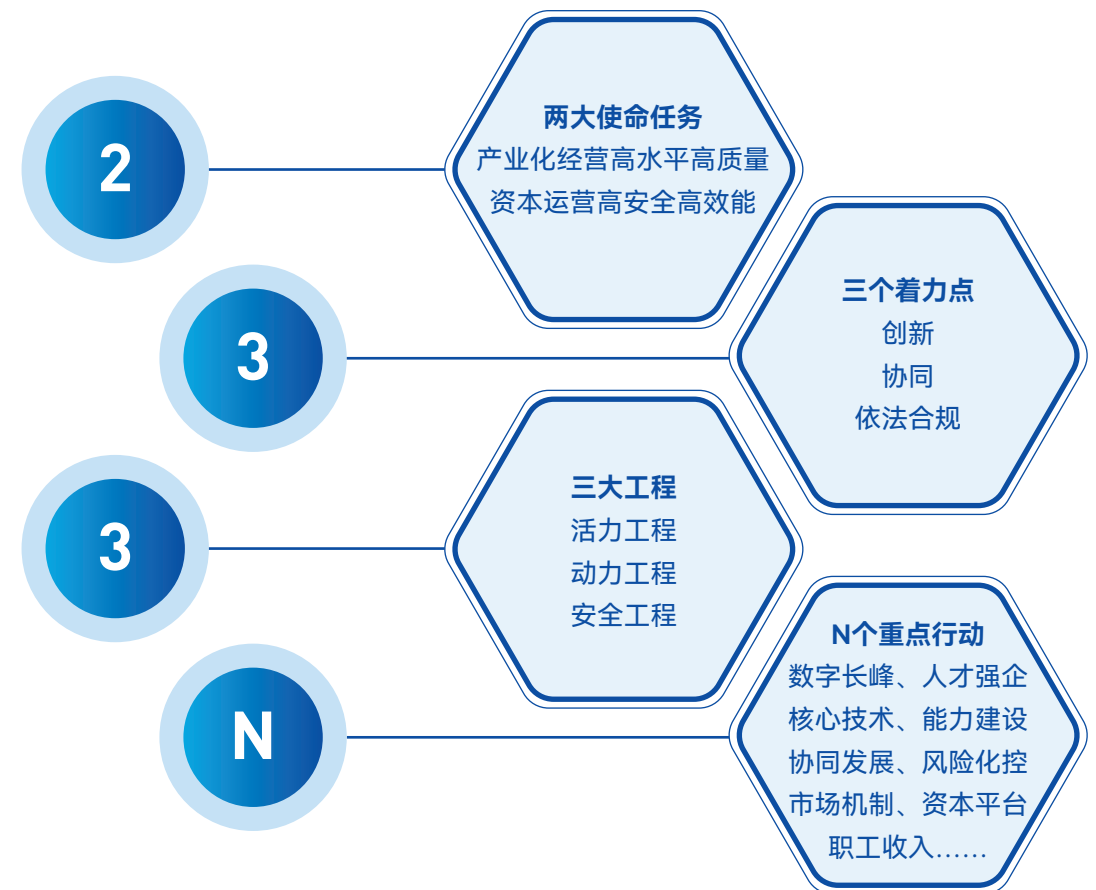 2
两大使命任务
产业化经营高水平高质量
资本运营高安全高效能
3
三个着力点
创新
协同
依法合规
3
三大工程
活力工程
动力工程
安全工程
N
N个重点行动
数字长峰、人才强企
核心技术、能力建设
协同发展、风险化控
市场机制、资本平台
职工收入……